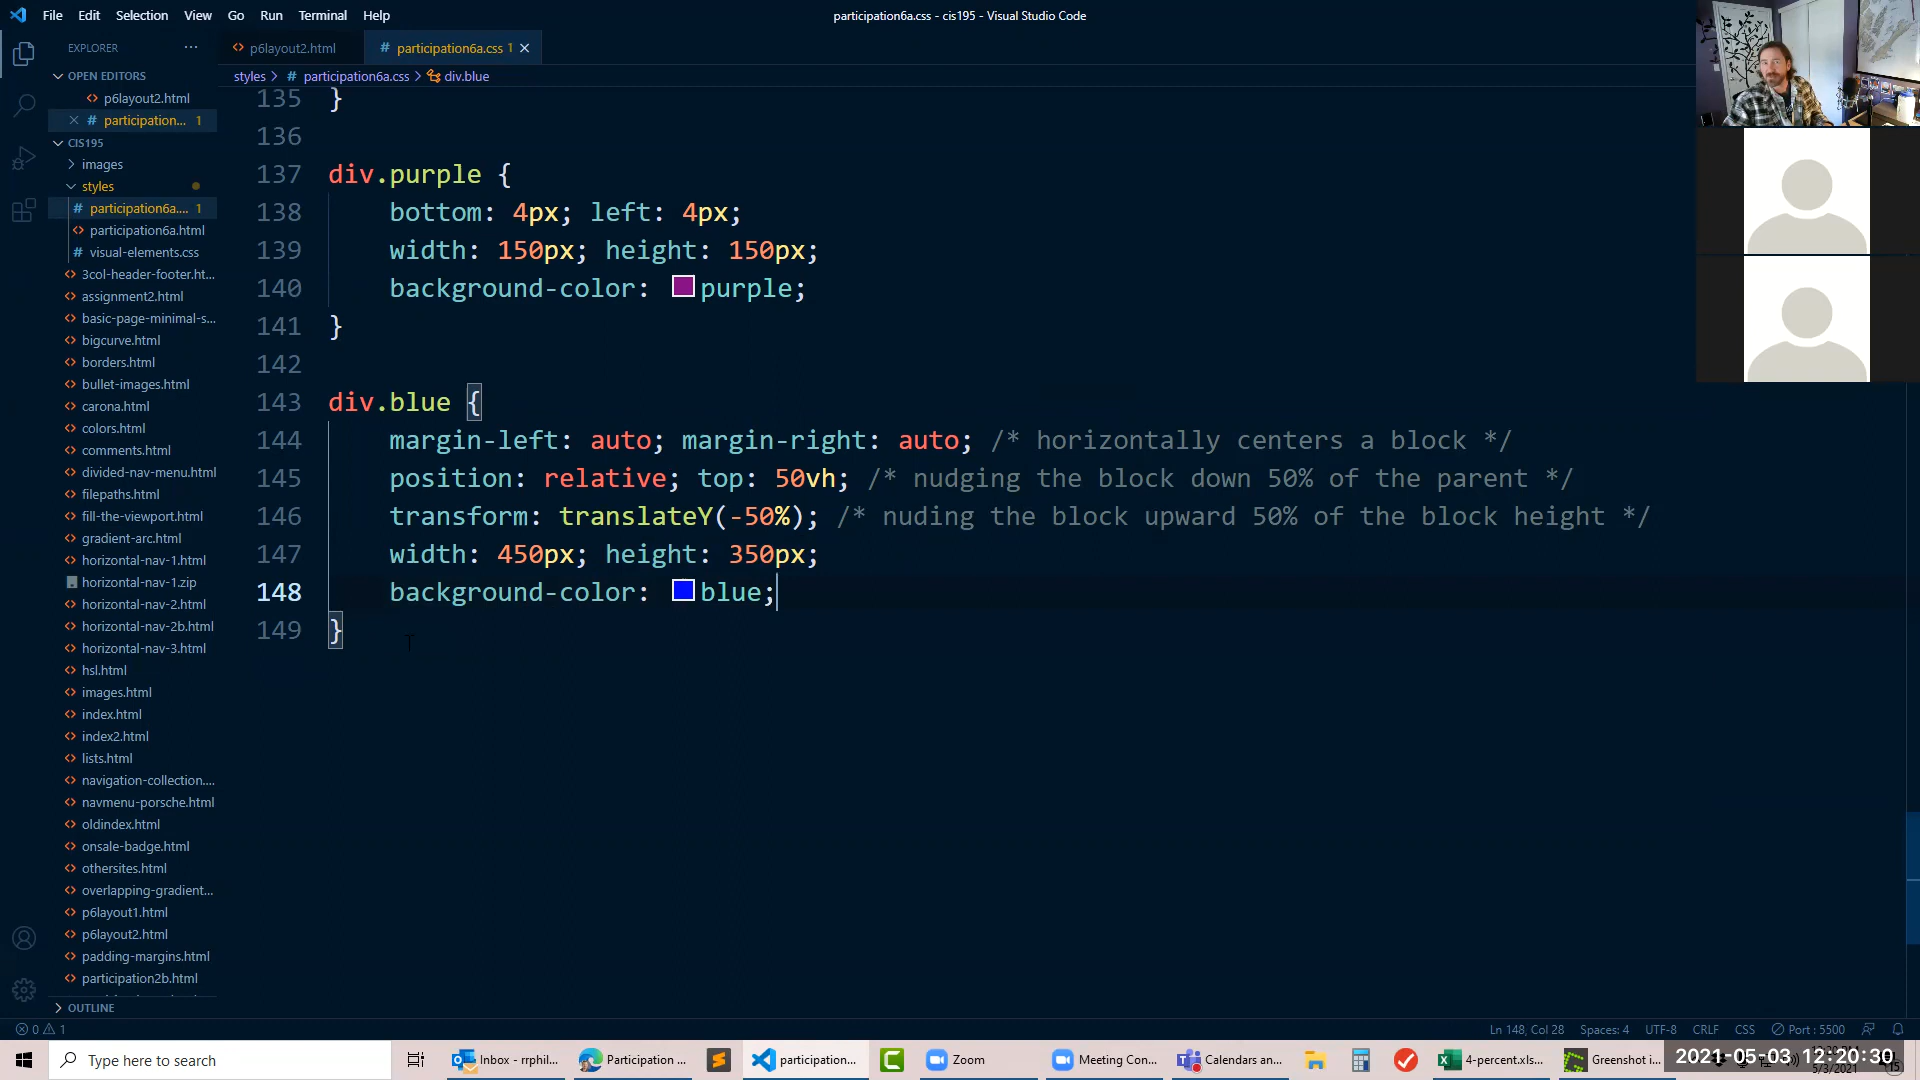 File Edit Selection View Go Run Terminal Help
participation6a.css - cis195 - Visual Studio Code
EXPLORER
OPEN EDITORS
p6layout2.html
participation... 1
CIS195
images
styles
participation6a.... 1
participation6a.html
visual-elements.css
3col-header-footer.ht...
assignment2.html
basic-page-minimal-s...
bigcurve.html
borders.html
bullet-images.html
carona.html
colors.html
comments.html
divided-nav-menu.html
filepaths.html
fill-the-viewport.html
gradient-arc.html
horizontal-nav-1.html
horizontal-nav-1.zip
horizontal-nav-2.html
horizontal-nav-2b.html
horizontal-nav-3.html
hsl.html
images.html
index.html
index2.html
lists.html
navigation-collection....
navmenu-porsche.html
oldindex.html
onsale-badge.html
othersites.html
overlapping-gradient...
p6layout1.html
p6layout2.html
padding-margins.html
participation2b.html
OUTLINE
p6layout2.html
# participation6a.css 1
styles > # participation6a.css > div.blue
135 }
136
137 div.purple {
138 bottom: 4px; left: 4px;
139 width: 150px; height: 150px;
140 background-color: purple;
141 }
142
143 div.blue {
144 margin-left: auto; margin-right: auto; /* horizontally centers a block */
145 position: relative; top: 50vh; /* nudging the block down 50% of the parent */
146 transform: translateY(-50%); /* nuding the block upward 50% of the block height */
147 width: 450px; height: 350px;
148 background-color: blue;
149 }
0 1
Ln 148, Col 28 Spaces: 4 UTF-8 CRLF CSS Port : 5500
Type here to search
Inbox - rrphil...
Participation ...
participation...
Zoom
Meeting Con...
Calendars an...
4-percent.xls...
Greenshot i...
2021-05-03 12:20:30
5/3/2021
15